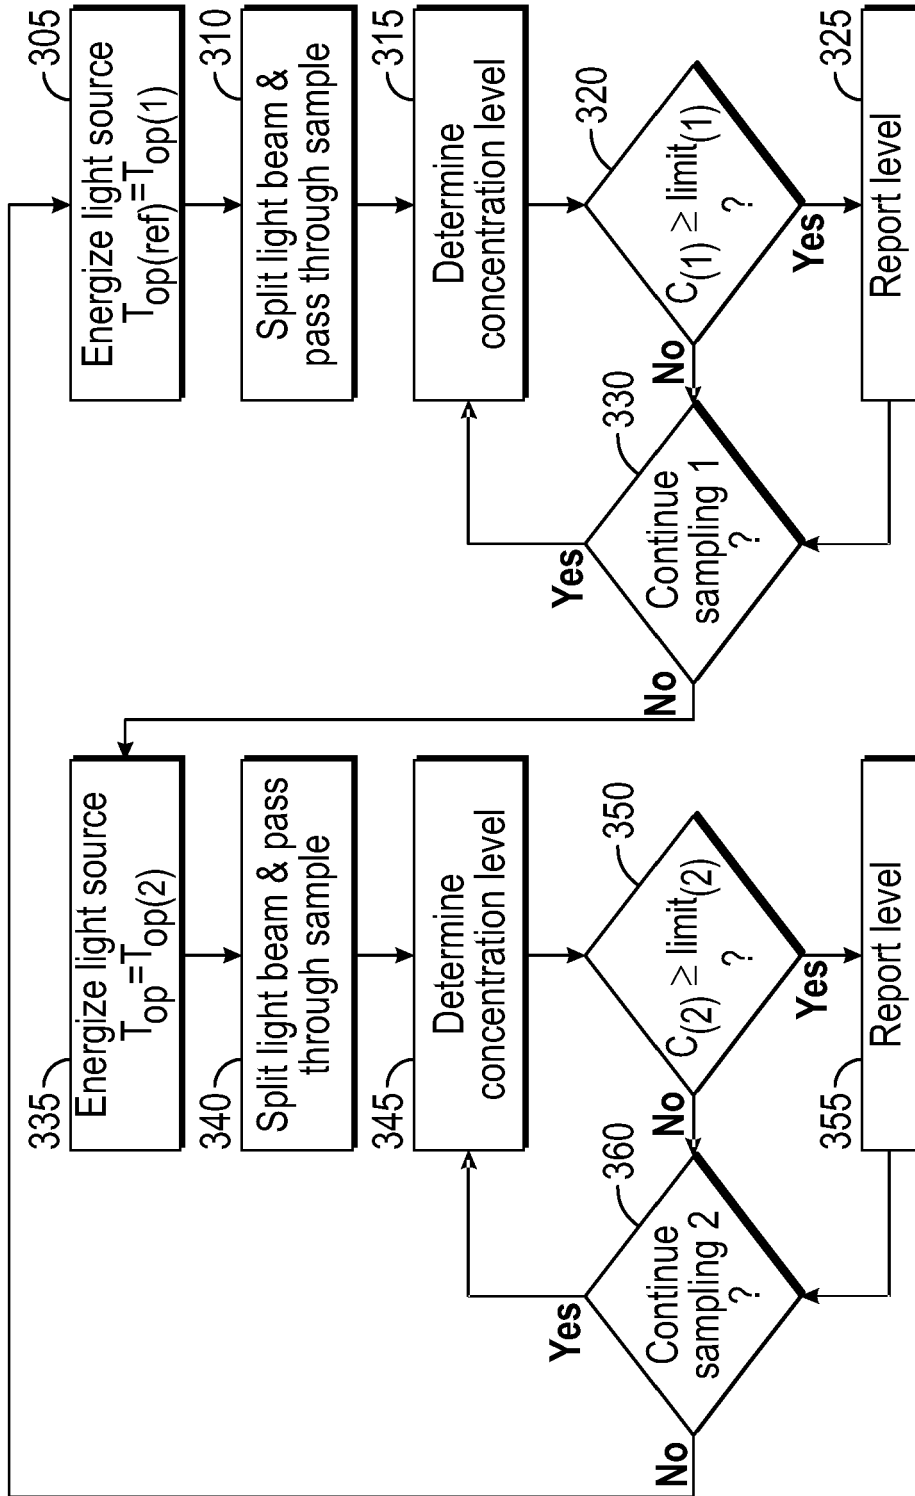 305
Energize light source
Top(ref)=Top(1)
310
Split light beam &
pass through sample
315
Determine
concentration level
320
C(1) ≥ limit(1)
?
Yes
No
325
Report level
330
Continue
sampling 1
?
Yes
No
335
Energize light source
Top=Top(2)
340
Split light beam & pass
through sample
345
Determine
concentration level
350
C(2) ≥ limit(2)
?
Yes
No
355
Report level
360
Continue
sampling 2
?
Yes
No